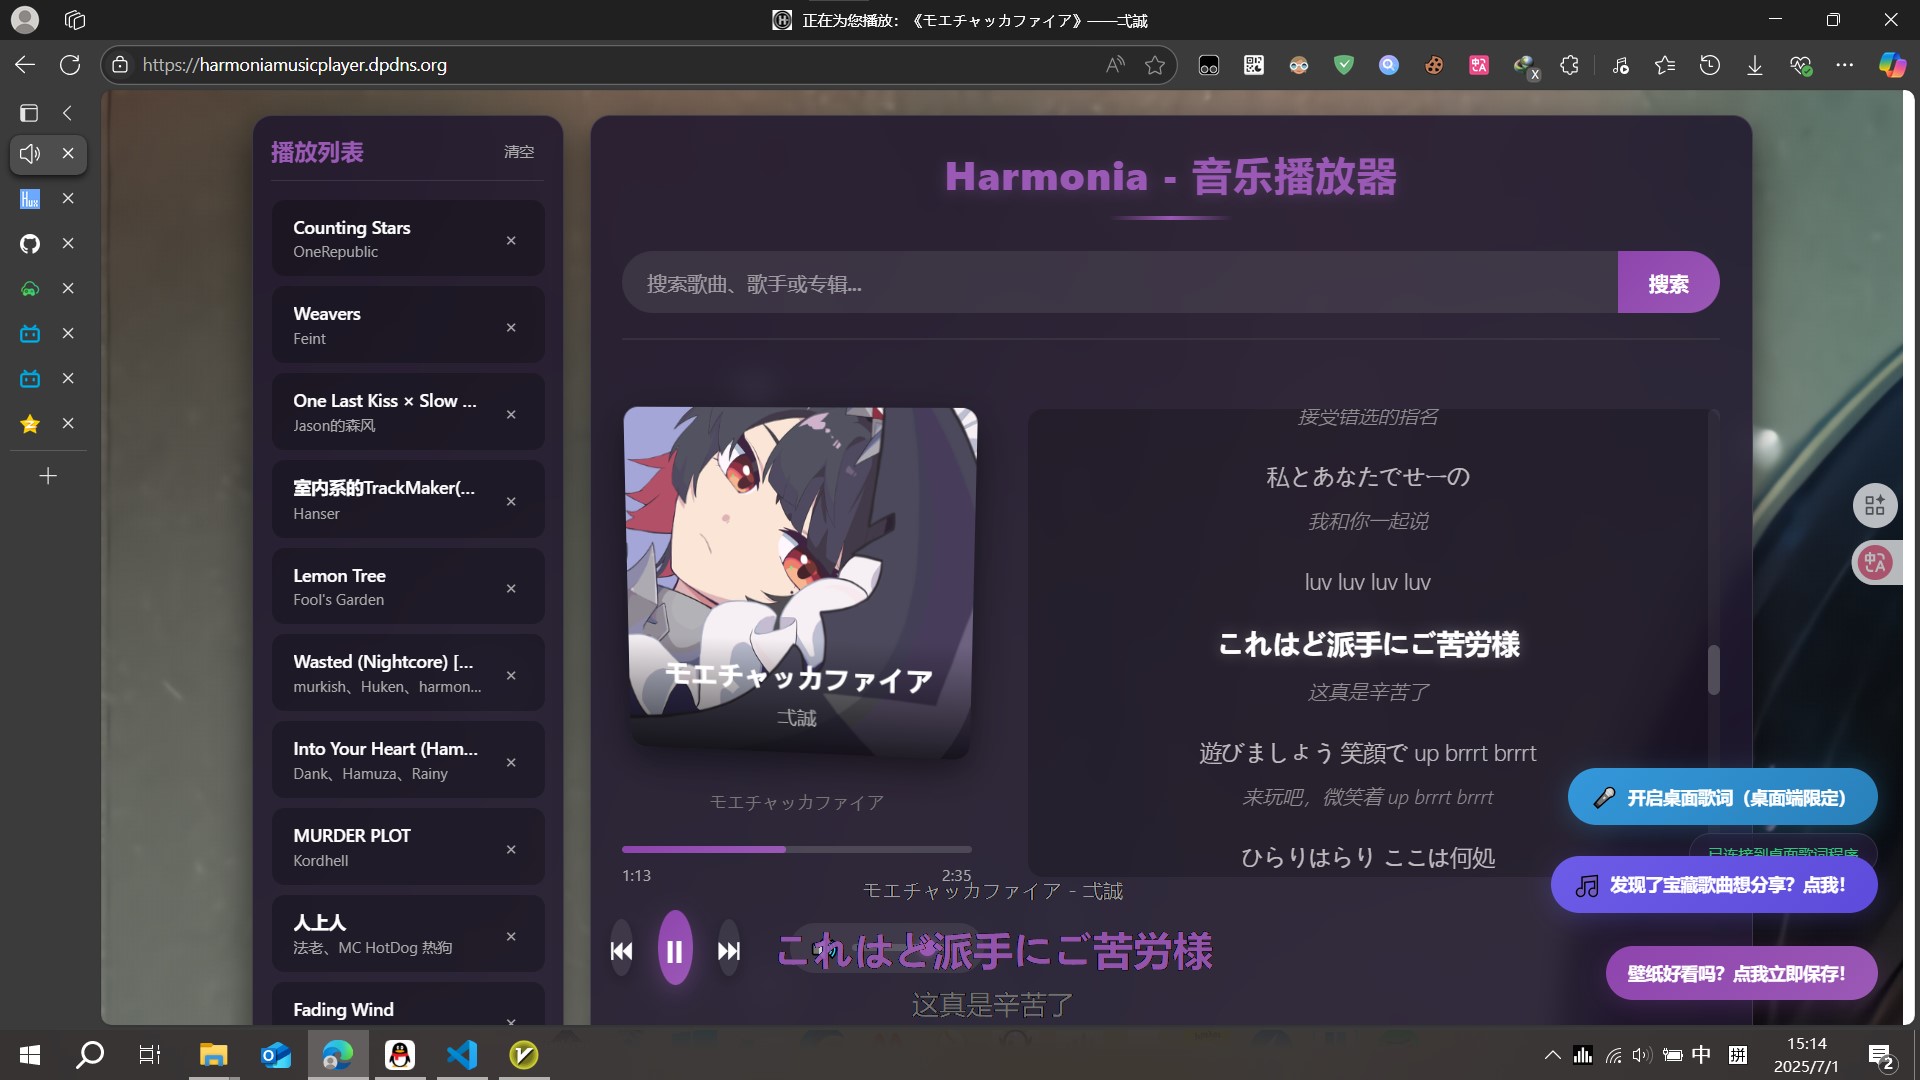 正在为您播放：《モエチャッカファイア》——弌誠
https://harmoniamusicplayer.dpdns.org
播放列表
清空
Counting Stars
OneRepublic
Weavers
Feint
One Last Kiss × Slow ...
Jason的森风
室内系的TrackMaker(...
Hanser
Lemon Tree
Fool's Garden
Wasted (Nightcore) [...
murkish、Huken、harmon...
Into Your Heart (Ham...
Dank、Hamuza、Rainy
MURDER PLOT
Kordhell
人上人
法老、MC HotDog 热狗
Fading Wind
Harmonia - 音乐播放器
搜索歌曲、歌手或专辑...
搜索
モエチャッカファイア
弌誠
モエチャッカファイア
1:13
2:35
接受错选的指名
私とあなたでせーの
我和你一起说
luv luv luv luv
これはど派手にご苦労様
这真是辛苦了
遊びましよう 笑顔で up brrrt brrrt
来玩吧，微笑着 up brrrt brrrt
ひらりはらり ここは何処
モエチャッカファイア - 弌誠
これはど派手にご苦労様
这真是辛苦了
开启桌面歌词（桌面端限定）
已连接到桌面歌词程序
发现了宝藏歌曲想分享？点我！
壁纸好看吗？点我立即保存！
中
拼
15:14
2025/7/1
2